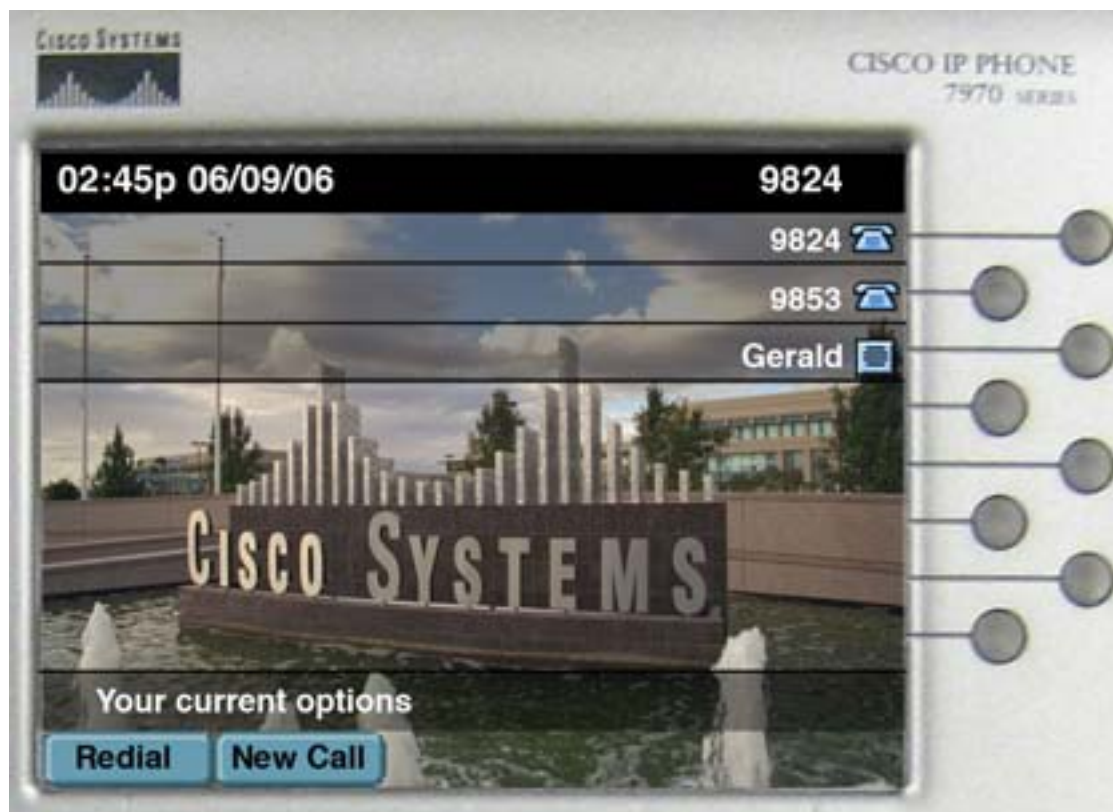 CISCO SYSTEMS
CISCO IP PHONE
7970 SERIES
02:45p 06/09/06 9824
9824
9853
Gerald
CISCO SYSTEMS
Your current options
Redial New Call